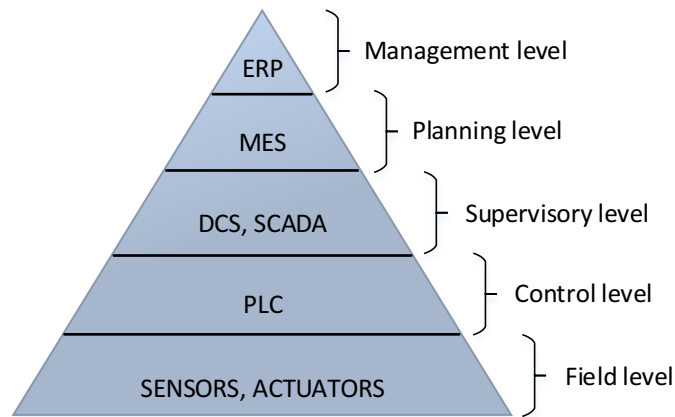 ERP
Management level
MES
Planning level
DCS, SCADA
Supervisory level
PLC
Control level
SENSORS, ACTUATORS
Field level